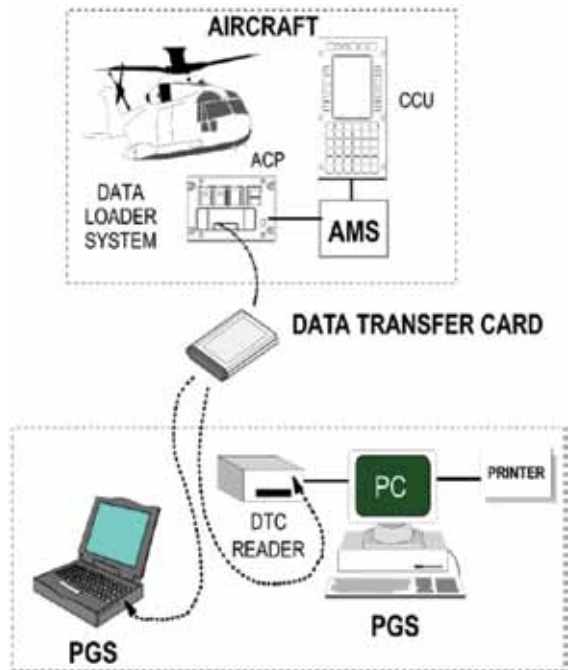 AIRCRAFT
CCU
ACP
DATA
LOADER
SYSTEM
AMS
DATA TRANSFER CARD
PC
PRINTER
DTC
READER
PGS
PGS